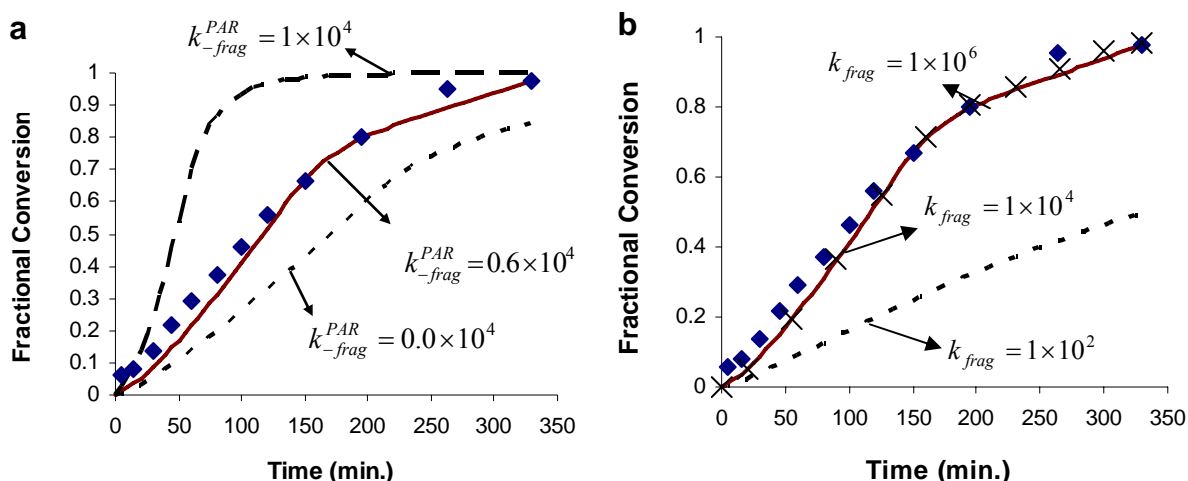 a
k_{-frag}^{PAR} = 1×10^4
Fractional Conversion
1
0.9
0.8
0.7
0.6
0.5
0.4
0.3
0.2
0.1
0
k_{-frag}^{PAR} = 0.6×10^4
k_{-frag}^{PAR} = 0.0×10^4
0 50 100 150 200 250 300 350
Time (min.)
b
Fractional Conversion
1
0.8
0.6
0.4
0.2
0
k_{frag} = 1×10^6
k_{frag} = 1×10^4
k_{frag} = 1×10^2
0 50 100 150 200 250 300 350
Time (min.)